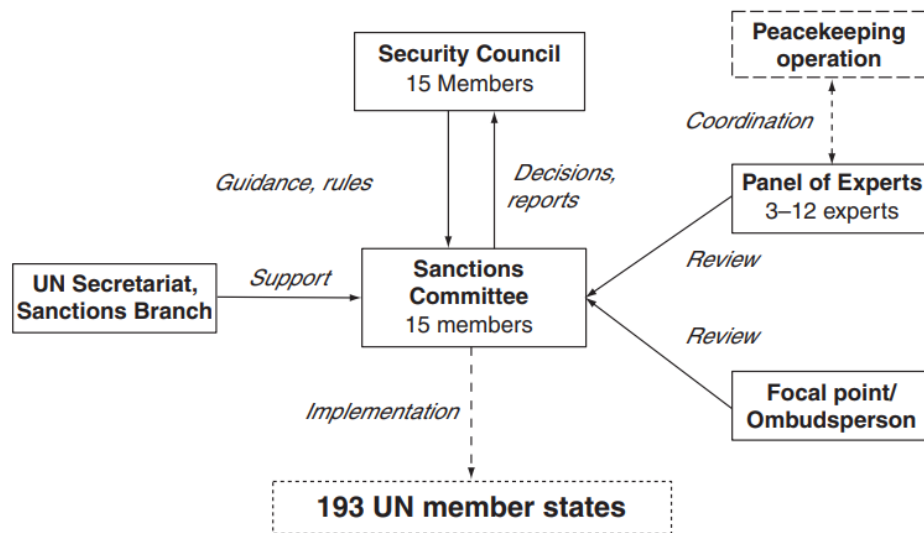 Peacekeeping
operation
Security Council
15 Members
Coordination
Guidance, rules
Decisions,
reports
Panel of Experts
3–12 experts
Review
UN Secretariat,
Sanctions Branch
Support
Sanctions
Committee
15 members
Review
Implementation
Focal point/
Ombudsperson
193 UN member states